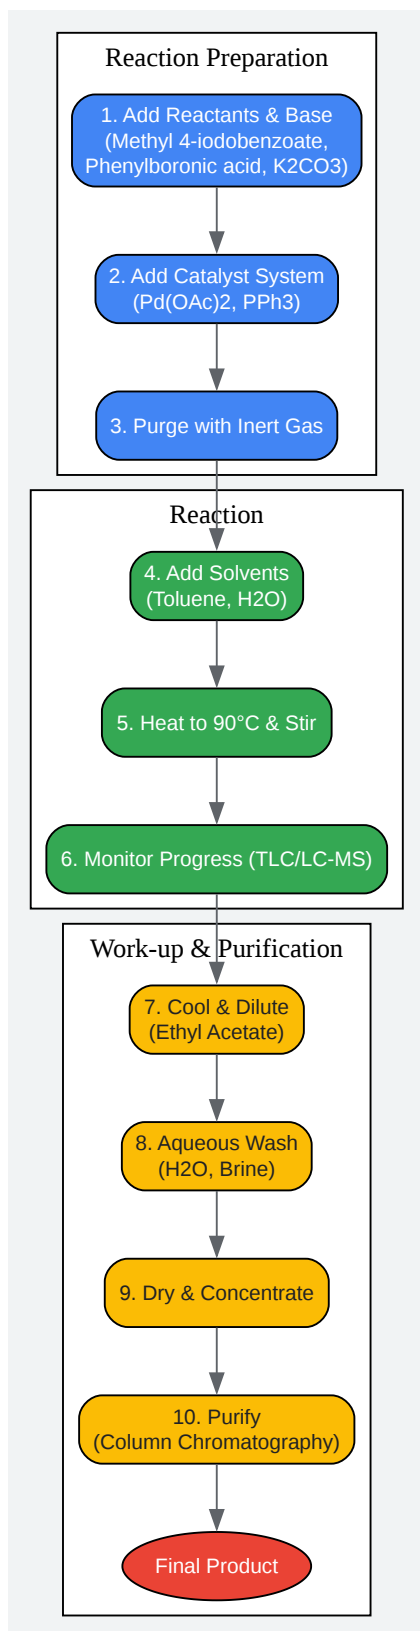 Reaction Preparation
1. Add Reactants & Base
(Methyl 4-iodobenzoate,
Phenylboronic acid, K2CO3)
2. Add Catalyst System
(Pd(OAc)2, PPh3)
3. Purge with Inert Gas
Reaction
4. Add Solvents
(Toluene, H2O)
5. Heat to 90°C & Stir
6. Monitor Progress (TLC/LC-MS)
Work-up & Purification
7. Cool & Dilute
(Ethyl Acetate)
8. Aqueous Wash
(H2O, Brine)
9. Dry & Concentrate
10. Purify
(Column Chromatography)
Final Product